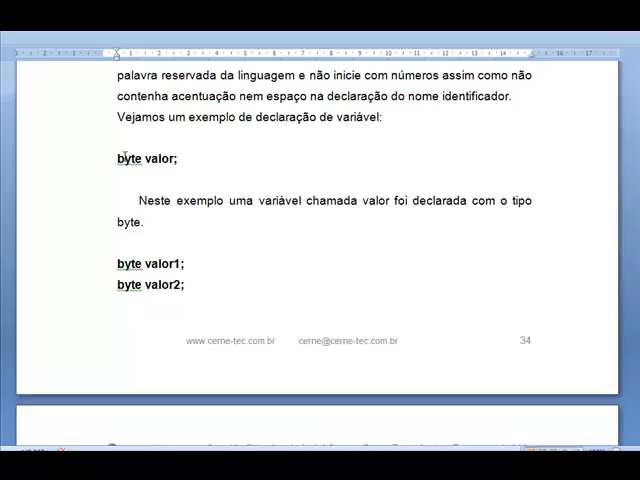 palavra reservada da linguagem e não inicie com números assim como não
contenha acentuação nem espaço na declaração do nome identificador.
Vejamos um exemplo de declaração de variável:
byte valor;
Neste exemplo uma variável chamada valor foi declarada com o tipo
byte.
byte valor1;
byte valor2;
www.cerne-tec.com.br cerne@cerne-tec.com.br 34